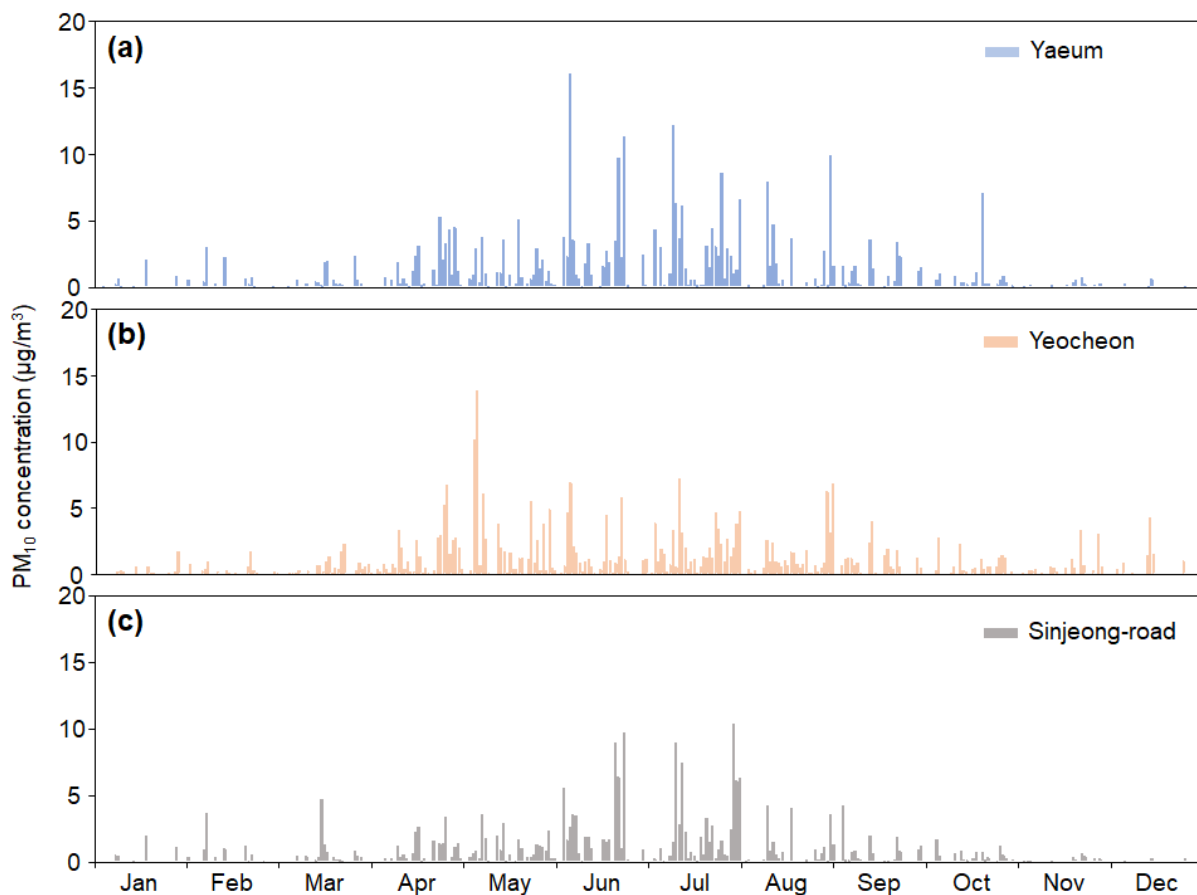 20
(a)
Yaeum
15
10
5
0
20
(b)
Yeocheon
15
10
5
0
20
(c)
Sinjeong-road
15
10
5
0
PM₁₀ concentration (μg/m³)
Jan Feb Mar Apr May Jun Jul Aug Sep Oct Nov Dec